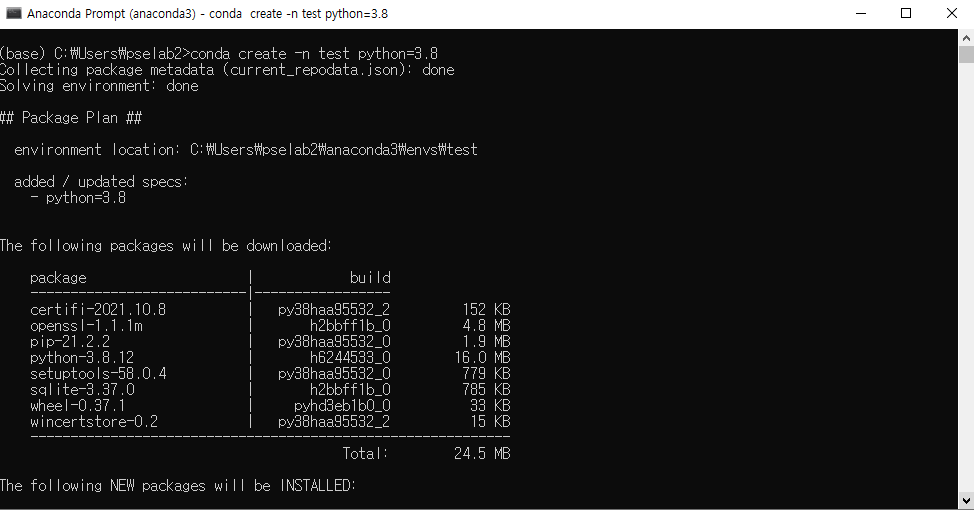 Anaconda Prompt (anaconda3) - conda  create -n test python=3.8
(base) C:₩Users₩pselab2>conda create -n test python=3.8
Collecting package metadata (current_repodata.json): done
Solving environment: done
## Package Plan ##
  environment location: C:₩Users₩pselab2₩anaconda3₩envs₩test
  added / updated specs:
    - python=3.8
The following packages will be downloaded:
    package                    |            build
    ---------------------------|-----------------
    certifi-2021.10.8          |   py38haa95532_2         152 KB
    openssl-1.1.1m             |       h2bbff1b_0         4.8 MB
    pip-21.2.2                 |   py38haa95532_0         1.9 MB
    python-3.8.12              |       h6244533_0        16.0 MB
    setuptools-58.0.4          |   py38haa95532_0         779 KB
    sqlite-3.37.0              |       h2bbff1b_0         785 KB
    wheel-0.37.1               |     pyhd3eb1b0_0          33 KB
    wincertstore-0.2           |   py38haa95532_2          15 KB
    ------------------------------------------------------------
                                           Total:        24.5 MB
The following NEW packages will be INSTALLED: